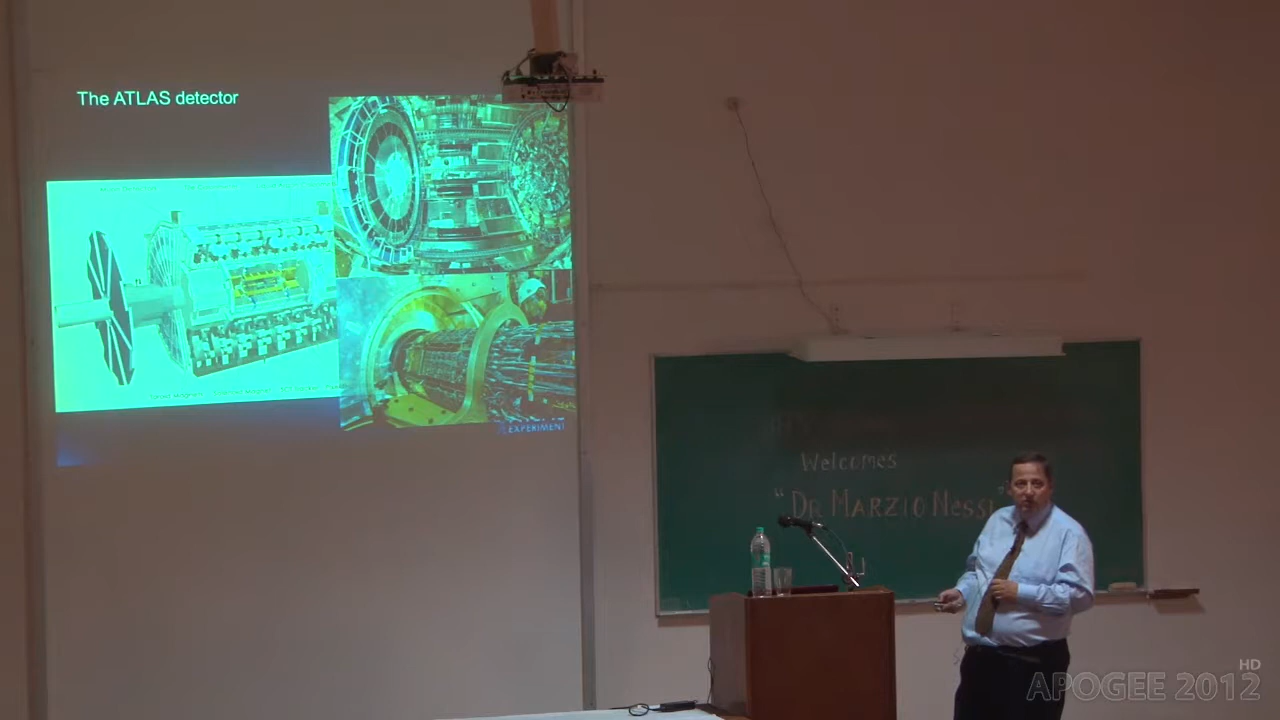 The ATLAS detector
EXPERIMENT
Welcomes
"DR MARZIO NESSI"
HD
APOGEE 2012